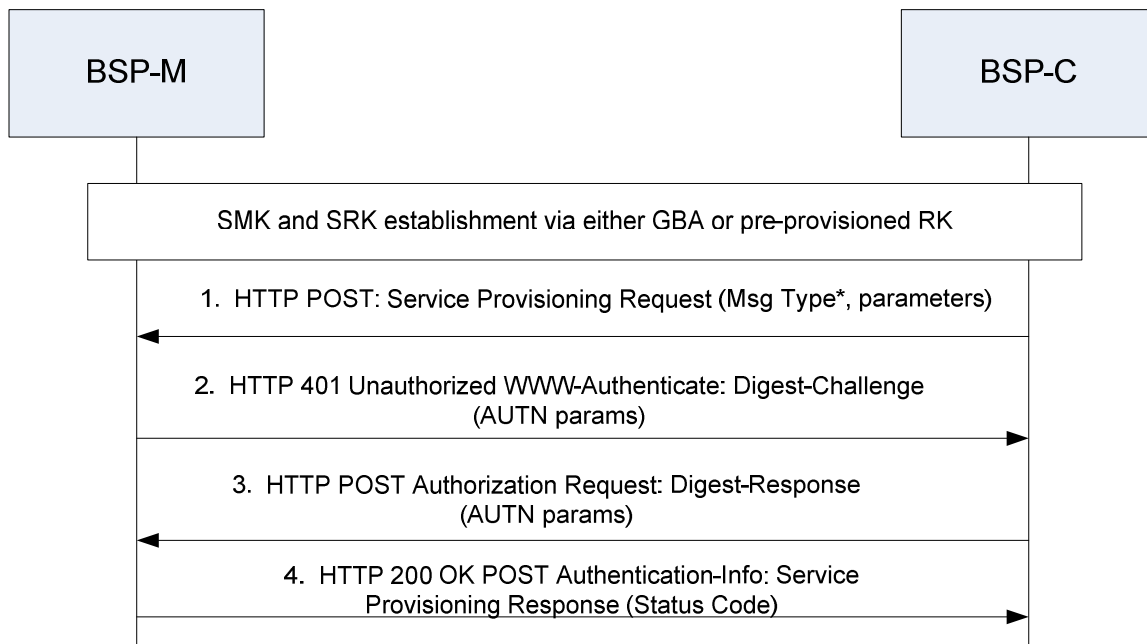 BSP-M
BSP-C
SMK and SRK establishment via either GBA or pre-provisioned RK
1. HTTP POST: Service Provisioning Request (Msg Type*, parameters)
2. HTTP 401 Unauthorized WWW-Authenticate: Digest-Challenge
(AUTN params)
3. HTTP POST Authorization Request: Digest-Response
(AUTN params)
4. HTTP 200 OK POST Authentication-Info: Service
Provisioning Response (Status Code)